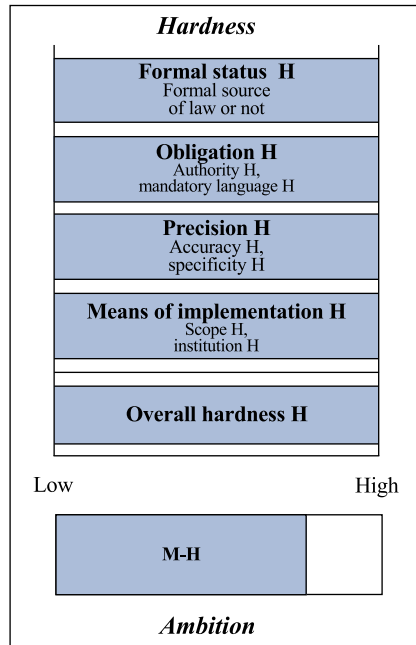 Hardness
Formal status H
Formal source
of law or not
Obligation H
Authority H,
mandatory language H
Precision H
Accuracy H,
specificity H
Means of implementation H
Scope H,
institution H
Overall hardness H
Low High
M-H
Ambition